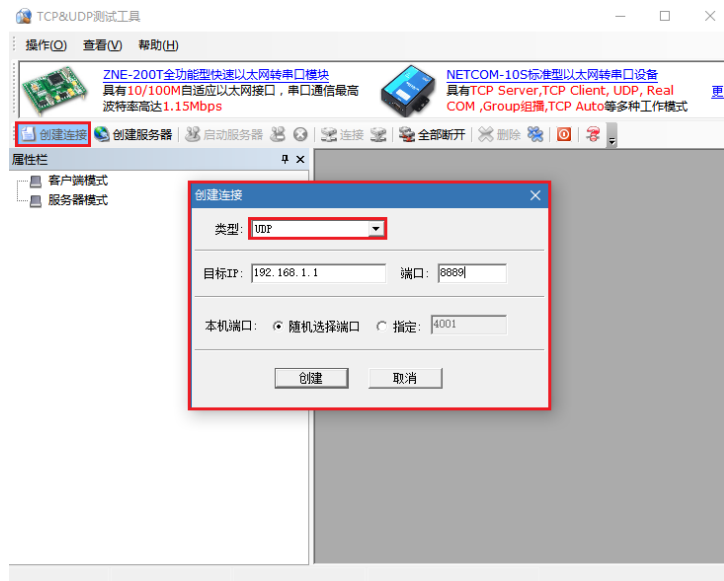 TCP&UDP测试工具
操作(O) 查看(V) 帮助(H)
ZNE-200T全功能型快速以太网转串口模块
具有10/100M自适应以太网接口，串口通信最高
波特率高达1.15Mbps
NETCOM-10S标准型以太网转串口设备
具有TCP Server,TCP Client, UDP, Real
COM ,Group组播,TCP Auto等多种工作模式
更
创建连接 创建服务器 启动服务器 连接 全部断开 删除
属性栏
客户端模式
服务器模式
创建连接
类型: UDP
目标IP: 192.168.1.1 端口: 8889
本机端口: 随机选择端口 指定: 4001
创建 取消